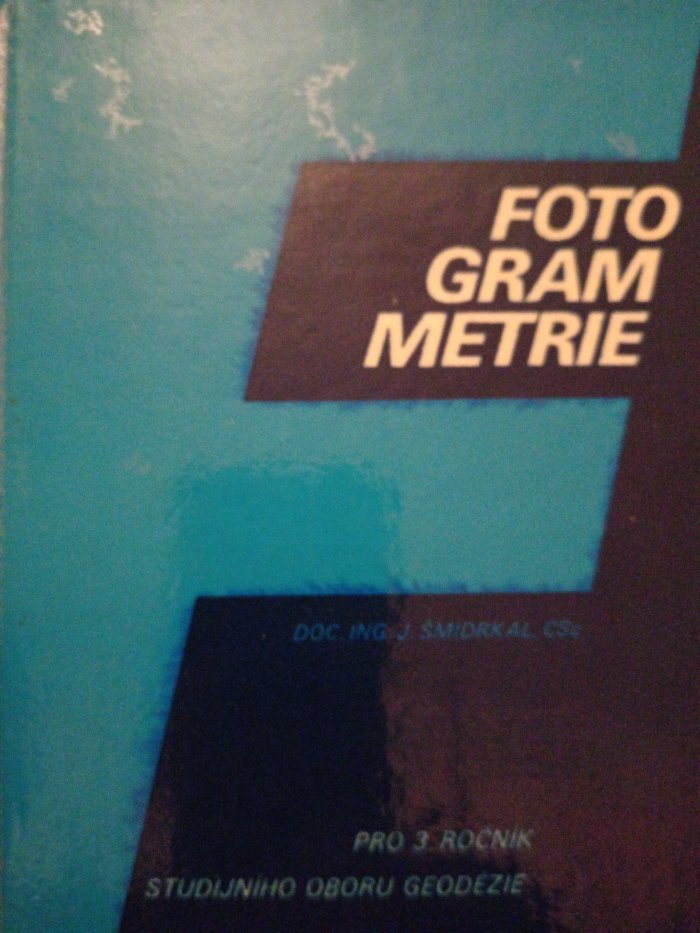 FOTO
GRAM
METRIE
DOC. ING. J. ŠMIDRKAL, CSc.
PRO 3. ROČNÍK
STUDIJNÍHO OBORU GEODÉZIE